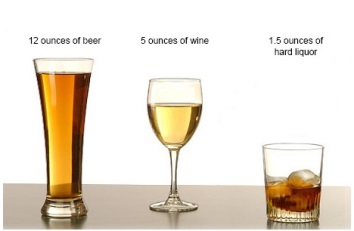 12 ounces of beer
5 ounces of wine
1.5 ounces of
hard liquor